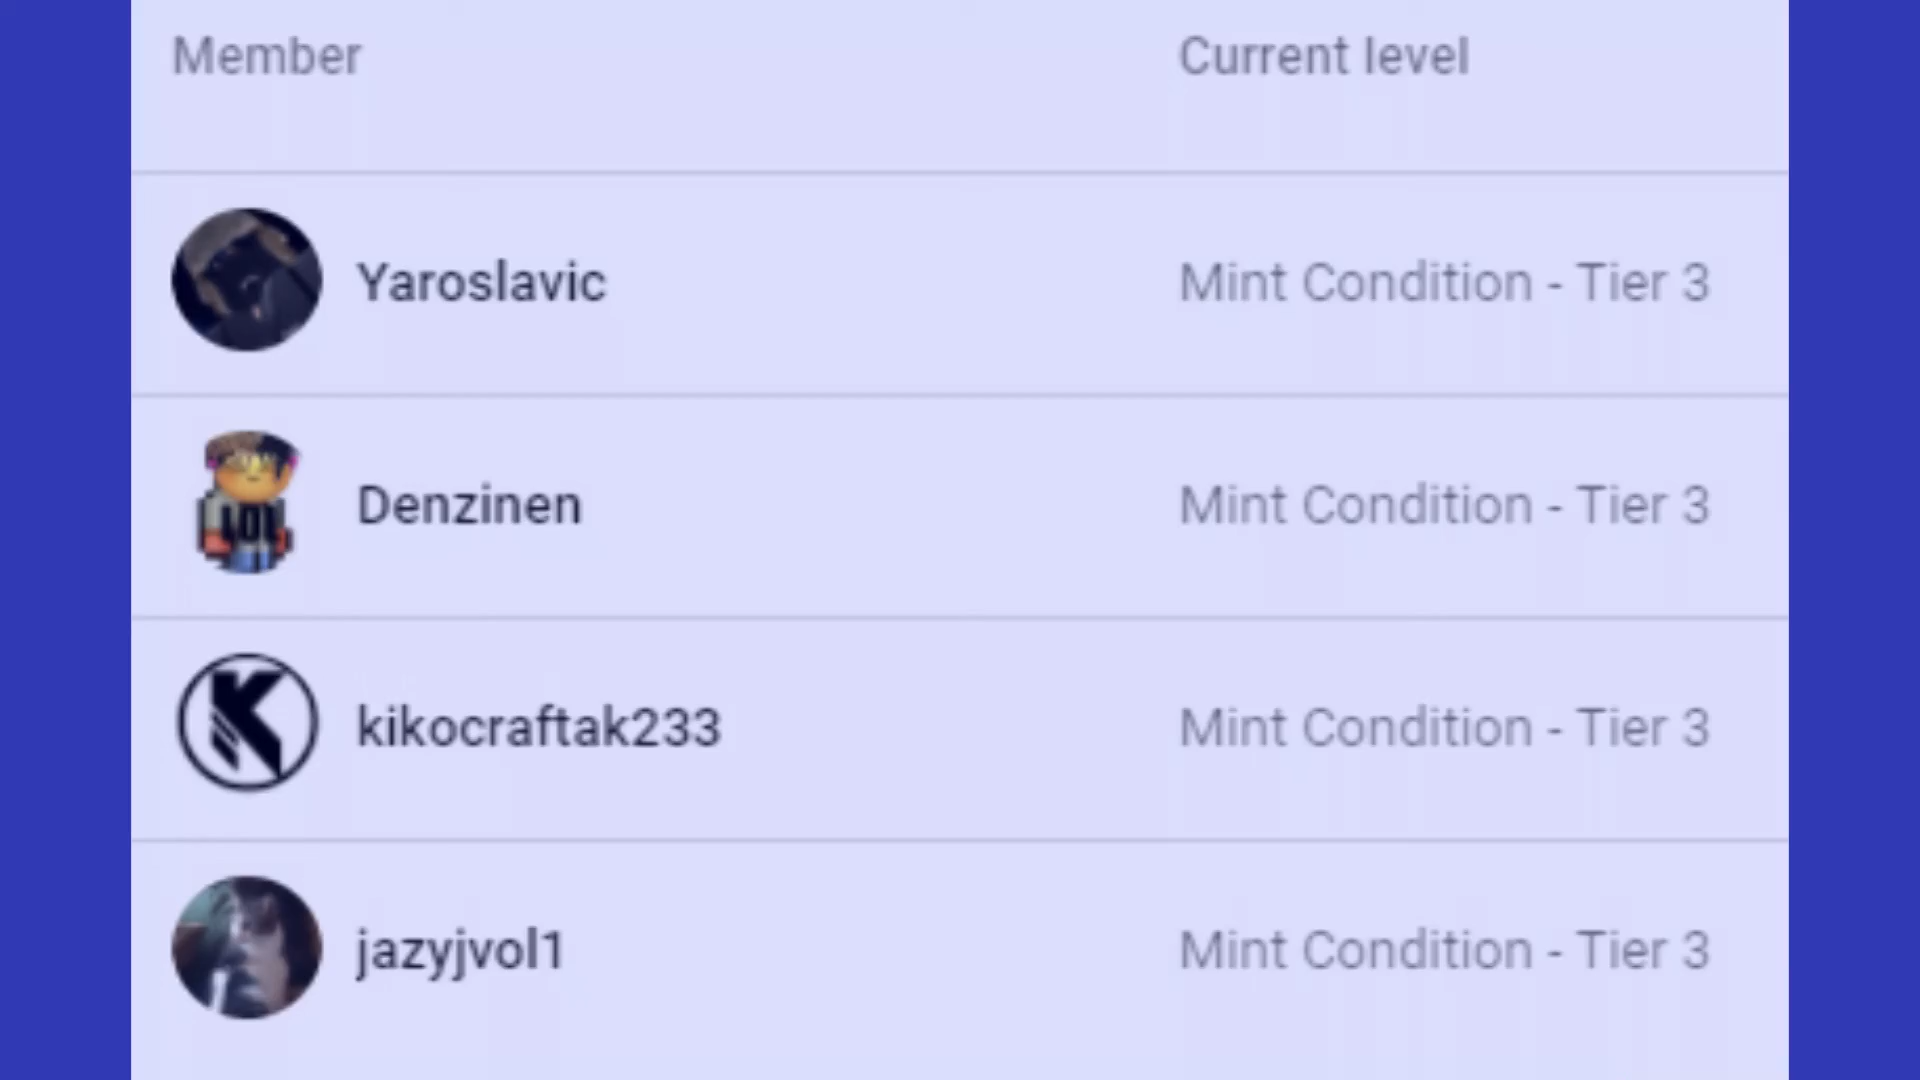 Member Current level
Yaroslavic Mint Condition - Tier 3
Denzinen Mint Condition - Tier 3
kikocraftak233 Mint Condition - Tier 3
jazyjvol1 Mint Condition - Tier 3